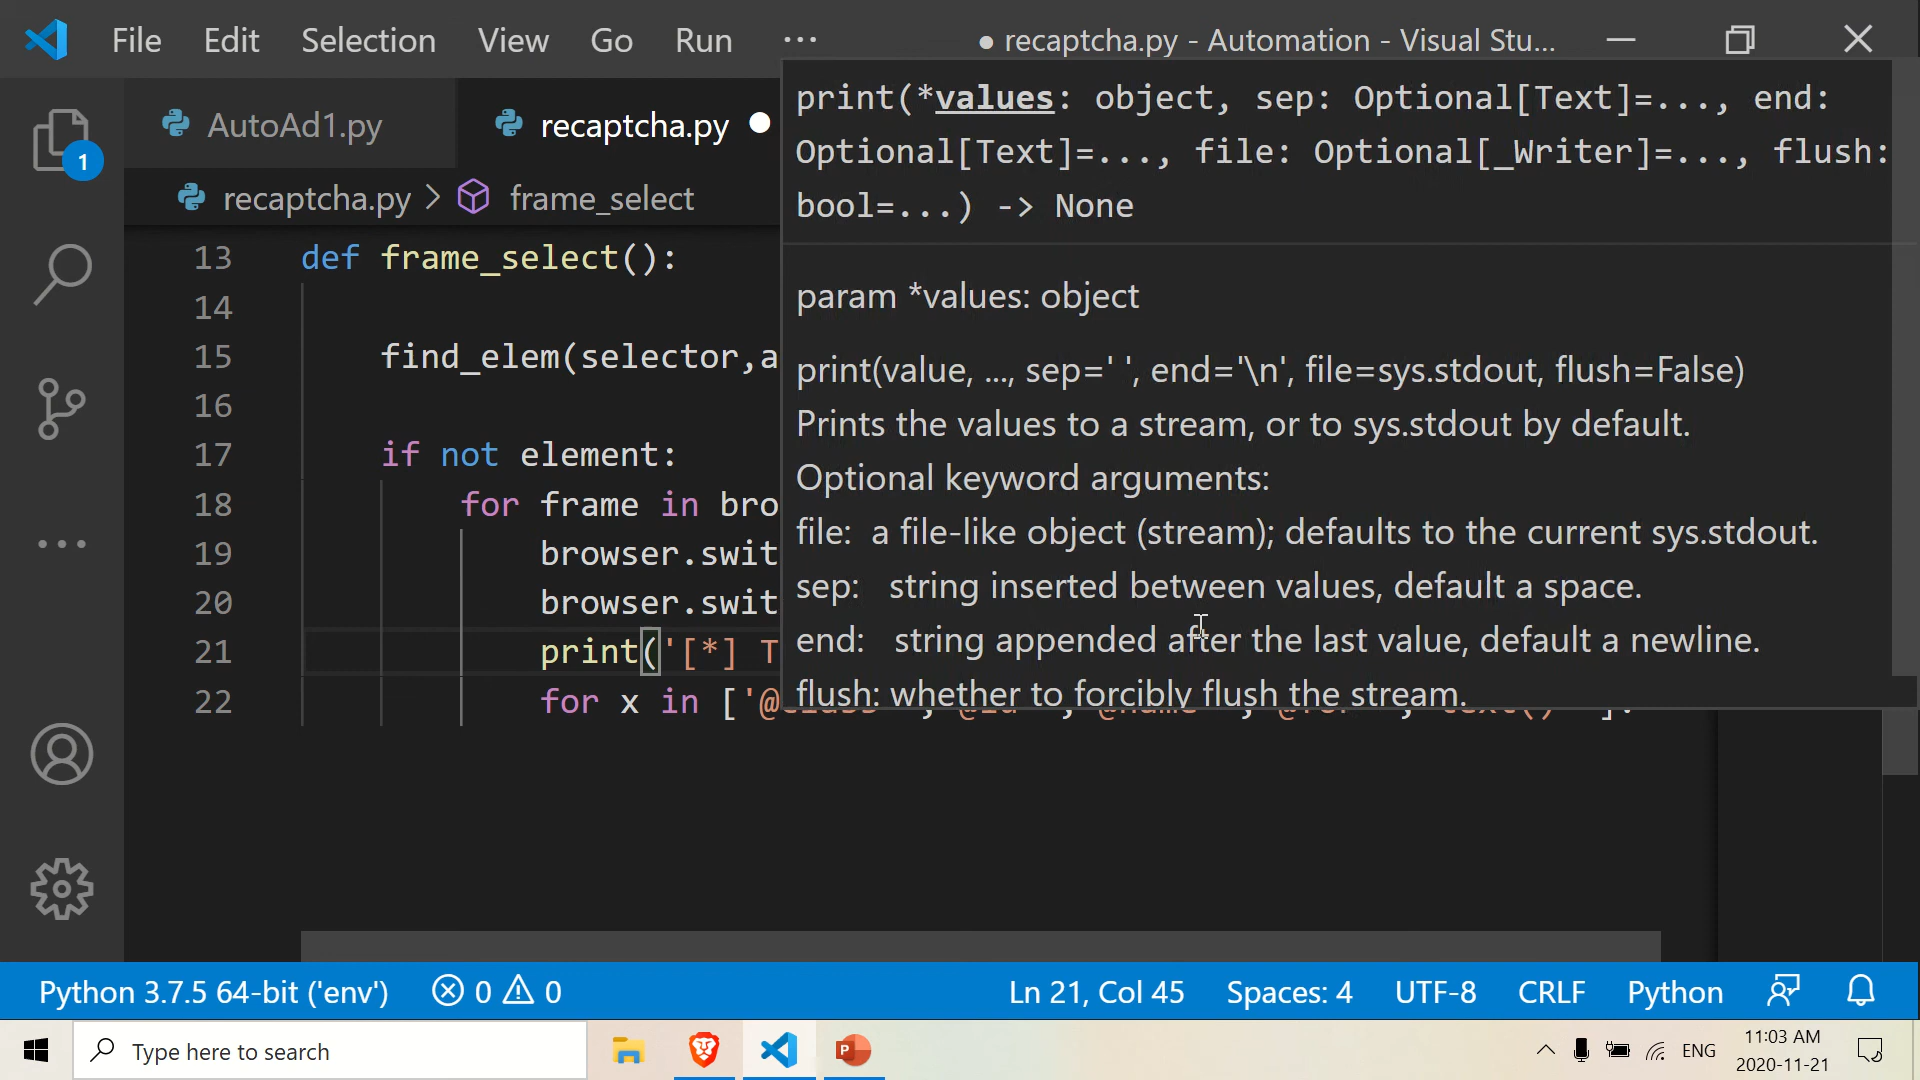 File Edit Selection View Go Run ... ● recaptcha.py - Automation - Visual Stu...
AutoAd1.py recaptcha.py
1
recaptcha.py > frame_select
print(*values: object, sep: Optional[Text]=..., end:
Optional[Text]=..., file: Optional[_Writer]=..., flush:
bool=...) -> None
param *values: object
print(value, ..., sep=' ', end='\n', file=sys.stdout, flush=False)
Prints the values to a stream, or to sys.stdout by default.
Optional keyword arguments:
file: a file-like object (stream); defaults to the current sys.stdout.
sep: string inserted between values, default a space.
end: string appended after the last value, default a newline.
flush: whether to forcibly flush the stream.
13 def frame_select():
14
15 find_elem(selector,a
16
17 if not element:
18 for frame in bro
19 browser.swit
20 browser.swit
21 print('[*] T
22 for x in ['@
Python 3.7.5 64-bit ('env') 0 0 Ln 21, Col 45 Spaces: 4 UTF-8 CRLF Python
Type here to search
ENG 11:03 AM
2020-11-21